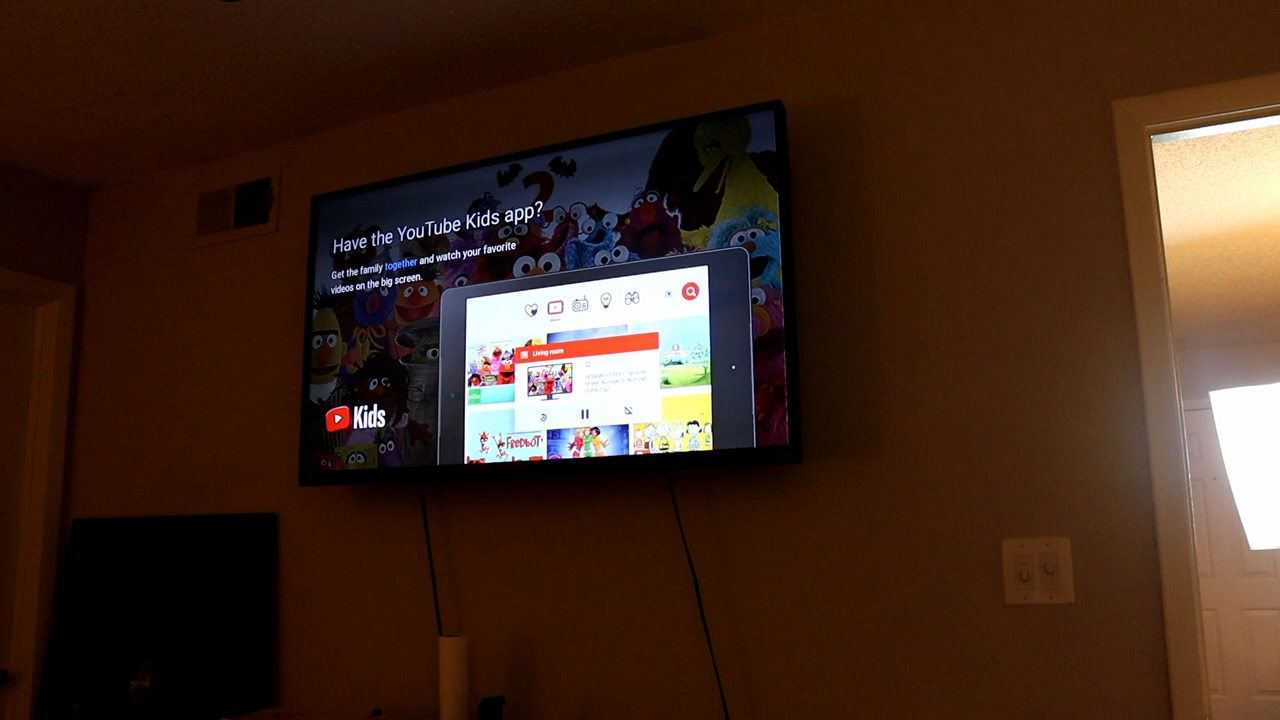 Have the YouTube Kids app?
Get the family together and watch your favorite
videos on the big screen.
Living room
Kids